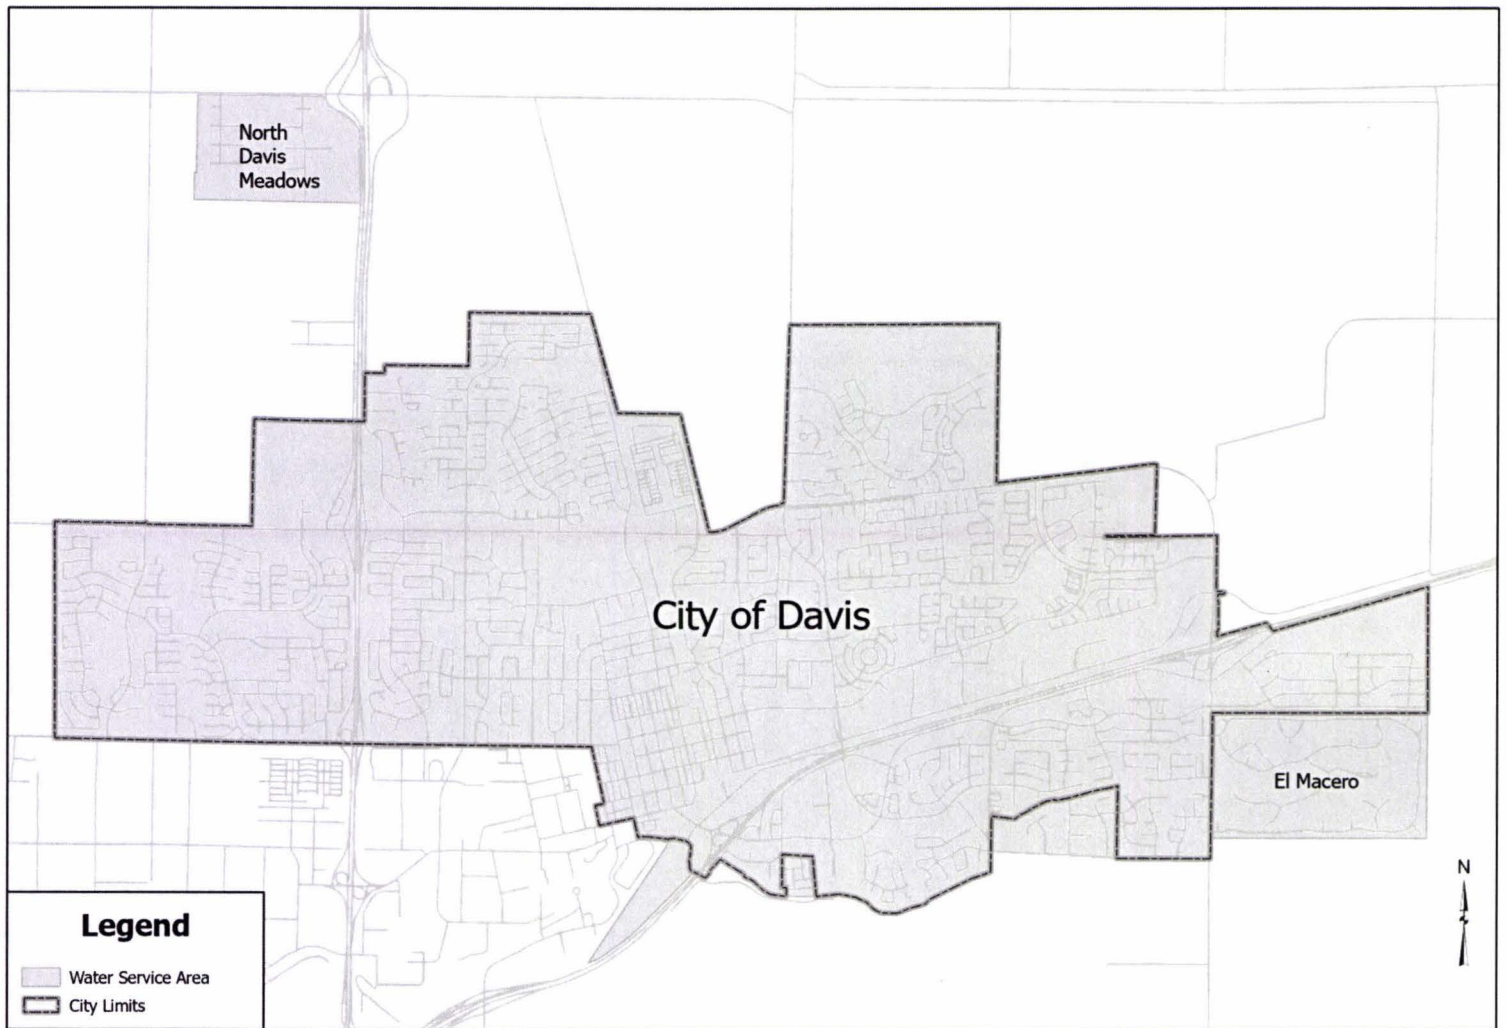 North
Davis
Meadows
City of Davis
El Macero
N
Legend
Water Service Area
City Limits